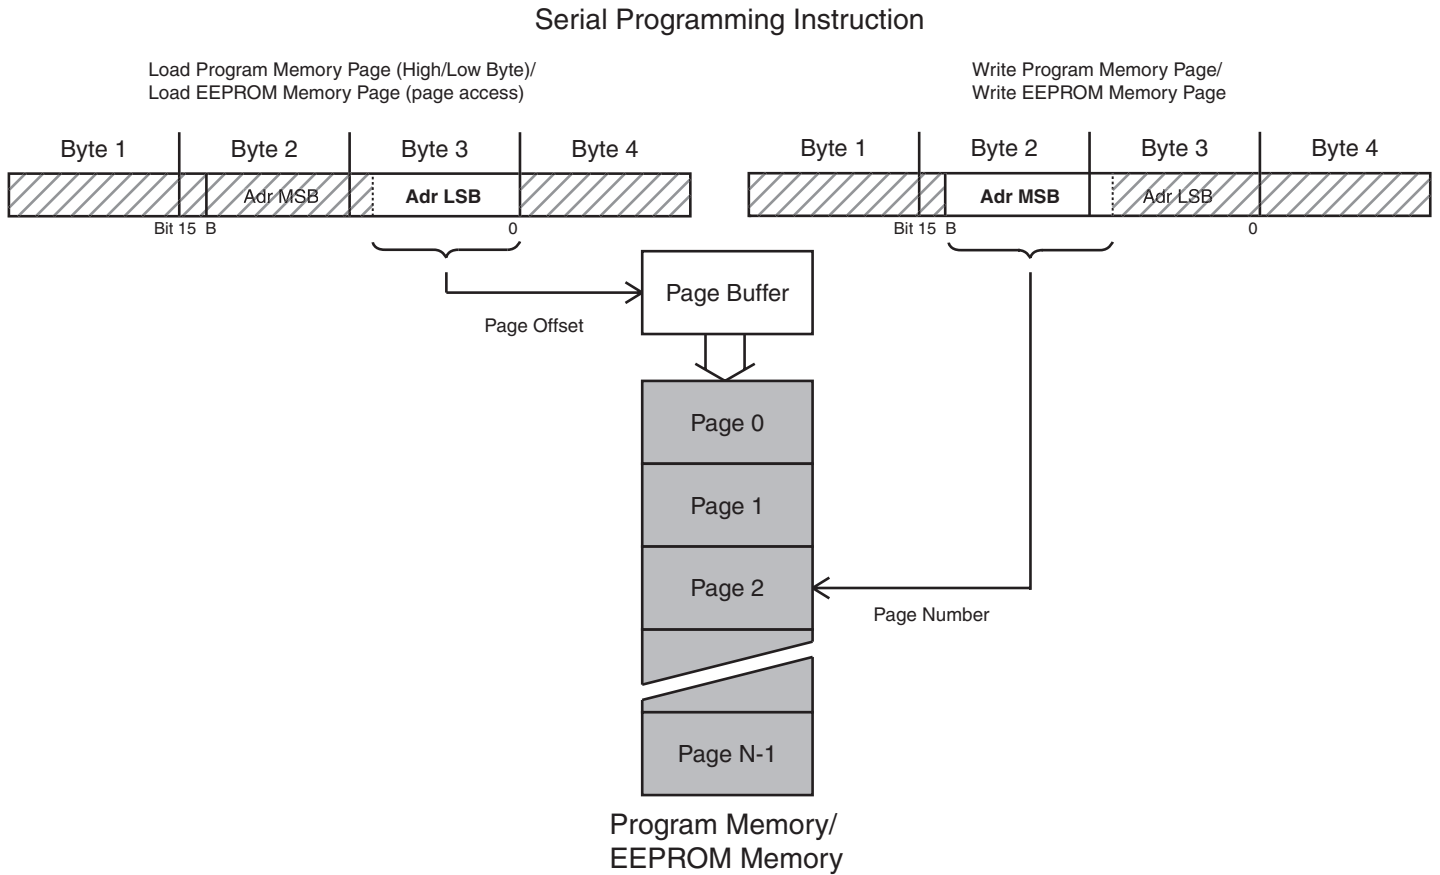 Serial Programming Instruction
Load Program Memory Page (High/Low Byte)/
Load EEPROM Memory Page (page access)
Write Program Memory Page/
Write EEPROM Memory Page
Byte 1 Byte 2 Byte 3 Byte 4
Adr MSB Adr LSB
Bit 15 B 0
Byte 1 Byte 2 Byte 3 Byte 4
Adr MSB Adr LSB
Bit 15 B 0
Page Buffer
Page Offset
Page 0
Page 1
Page 2
Page Number
Page N-1
Program Memory/
EEPROM Memory